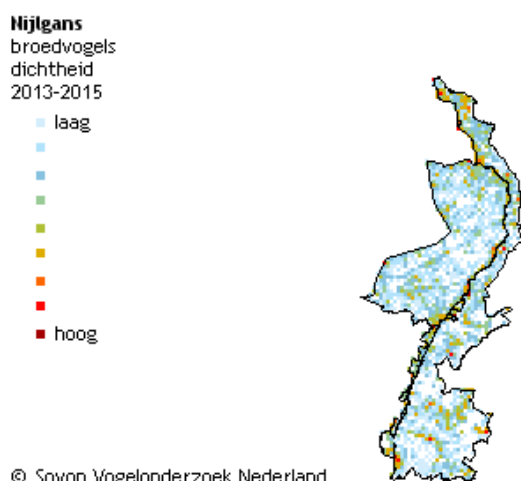 Nijlgans
broedvogels
dichtheid
2013-2015
laag
hoog
© Sovon Vogelonderzoek Nederland